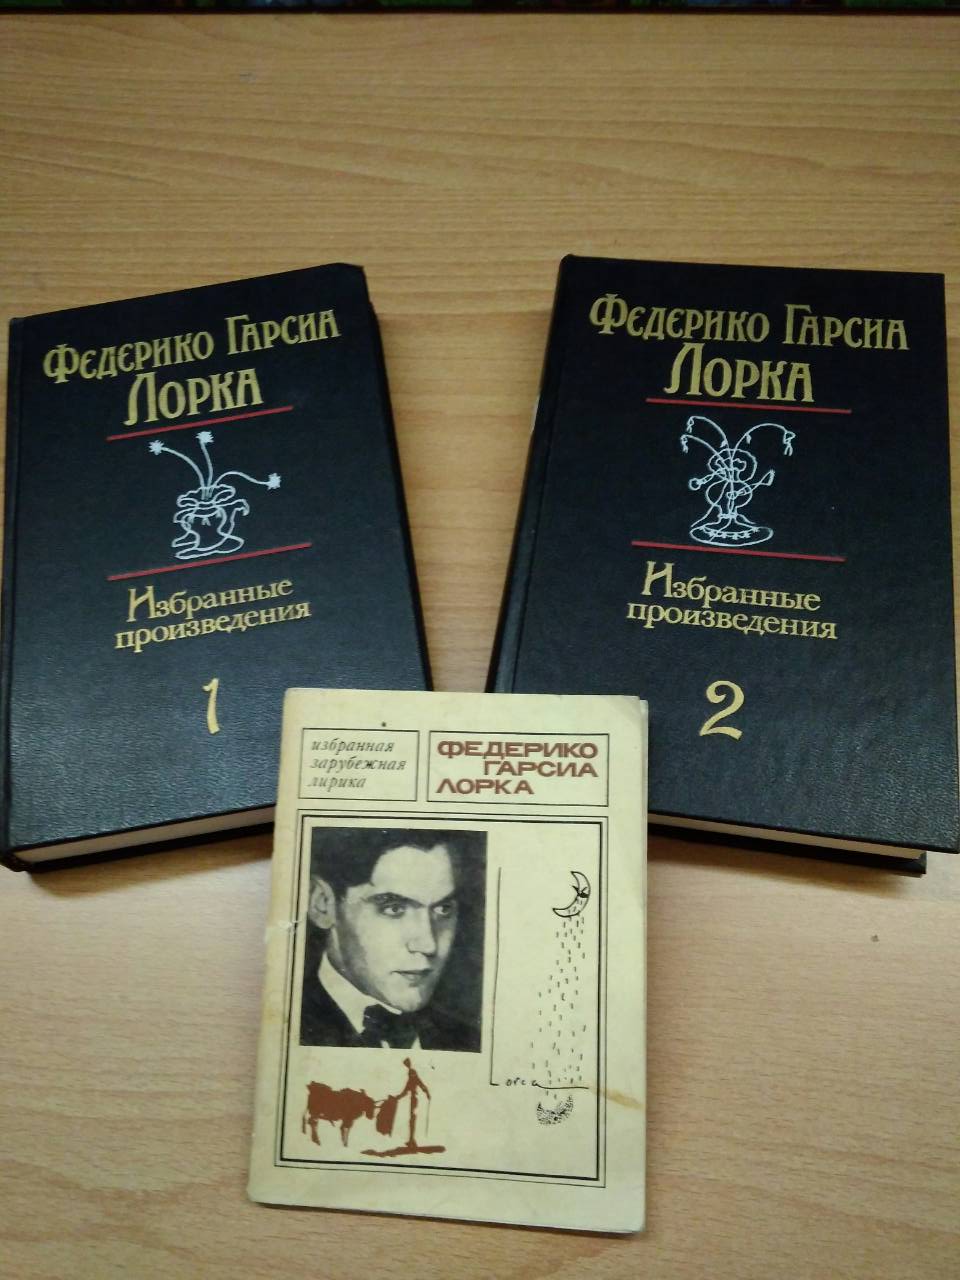 Федерико Гарсиа
Лорка
Избранные
произведения
1
Федерико Гарсиа
Лорка
Избранные
произведения
2
избранная
зарубежная
лирика
ФЕДЕРИКО
ГАРСИА
ЛОРКА
Lorca